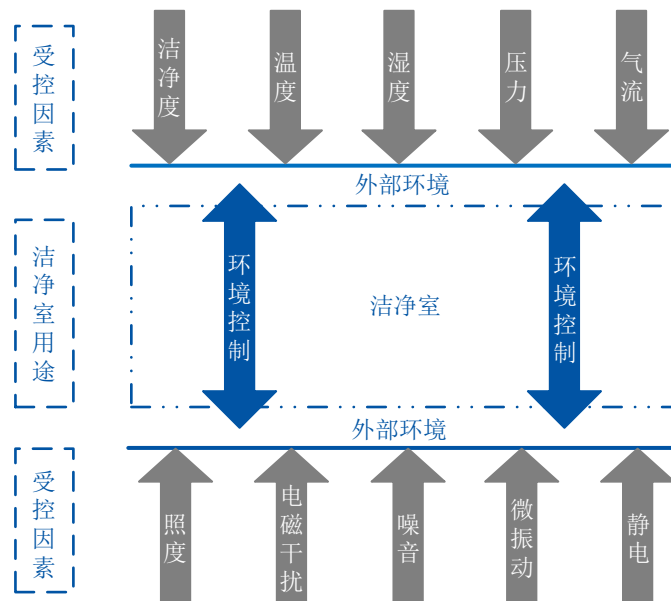 受控因素
洁净度
温度
湿度
压力
气流
外部环境
洁净室用途
环境控制
洁净室
环境控制
外部环境
受控因素
照度
电磁干扰
噪音
微振动
静电